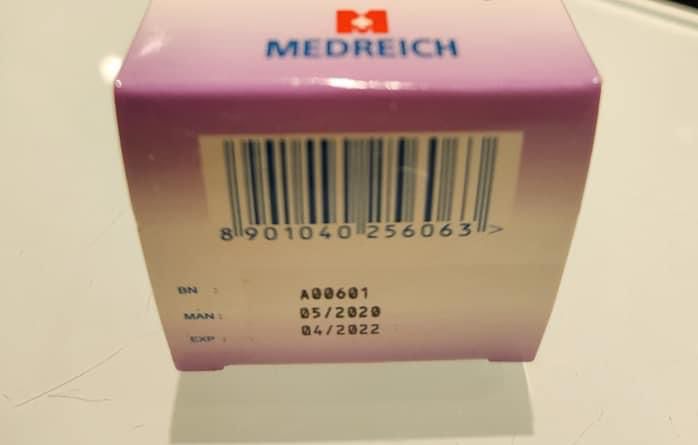 MEDREICH
8 901040 256063 >
BN : A00601
MAN : 05/2020
EXP : 04/2022